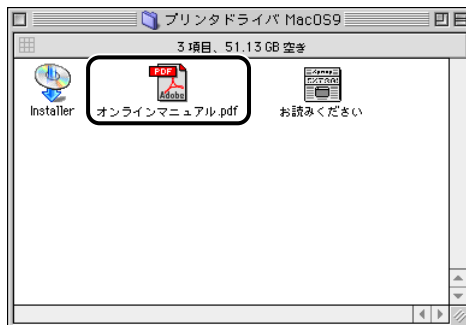 プリンタドライバ MacOS9
3 項目、51.13 GB 空き
PDF
Adobe
Installer
オンラインマニュアル.pdf
お読みください